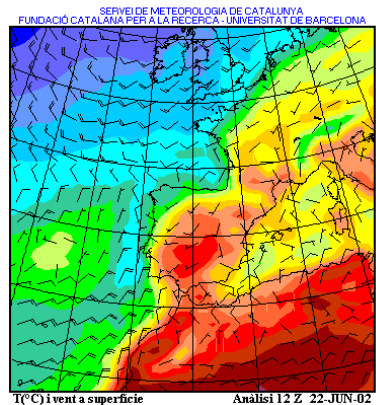 SERVEI DE METEOROLOGIA DE CATALUNYA
FUNDACIÓ CATALANA PER A LA RECERCA - UNIVERSITAT DE BARCELONA
T(°C) i vent a superficie Anàlisi 12 Z 22-JUN-02